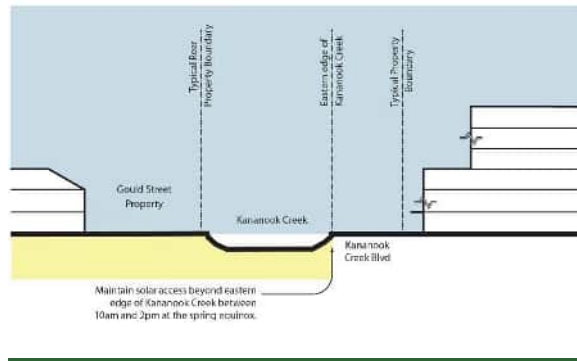 Typical Rear
Property Boundary
Eastern edge of
Kananook Creek
Typical Property
Boundary
Gould Street
Property
Kananook Creek
Kananook
Creek Blvd
Maintain solar access beyond eastern
edge of Kananook Creek between
10am and 2pm at the spring equinox.